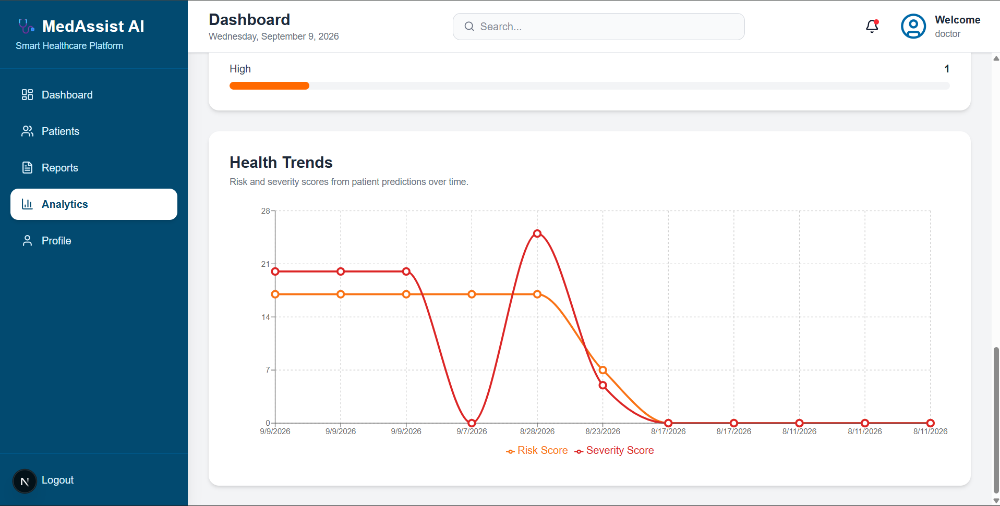 MedAssist AI
Smart Healthcare Platform
Dashboard
Patients
Reports
Analytics
Profile
N
Logout
Dashboard
Wednesday, September 9, 2026
Search...
Welcome
doctor
High
1
Health Trends
Risk and severity scores from patient predictions over time.
28
21
14
7
0
9/9/2026 9/9/2026 9/9/2026 9/7/2026 8/28/2026 8/23/2026 8/17/2026 8/17/2026 8/11/2026 8/11/2026 8/11/2026
Risk Score Severity Score